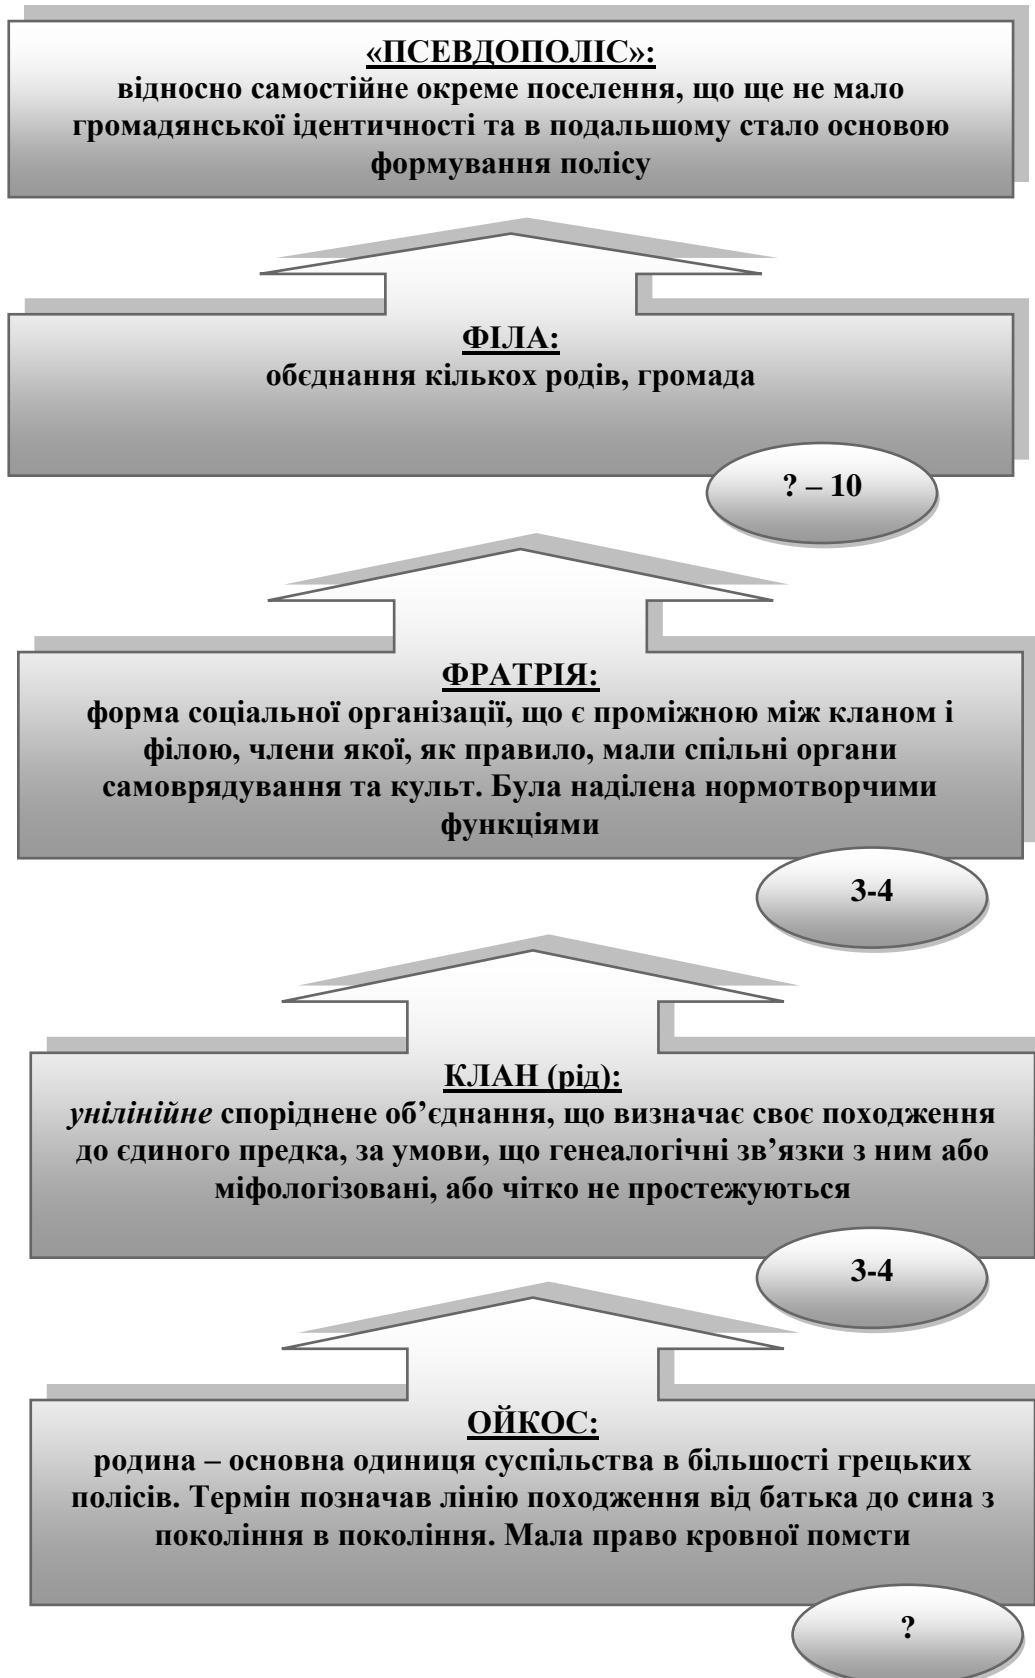 «ПСЕВДОПОЛІС»:
відносно самостійне окреме поселення, що ще не мало
громадянської ідентичності та в подальшому стало основою
формування полісу
ФІЛА:
обєднання кількох родів, громада
? – 10
ФРАТРІЯ:
форма соціальної організації, що є проміжною між кланом і
філою, члени якої, як правило, мали спільні органи
самоврядування та культ. Була наділена нормотворчими
функціями
3-4
КЛАН (рід):
унілінійне споріднене об’єднання, що визначає своє походження
до єдиного предка, за умови, що генеалогічні зв’язки з ним або
міфологізовані, або чітко не простежуються
3-4
ОЙКОС:
родина – основна одиниця суспільства в більшості грецьких
полісів. Термін позначав лінію походження від батька до сина з
покоління в покоління. Мала право кровної помсти
?